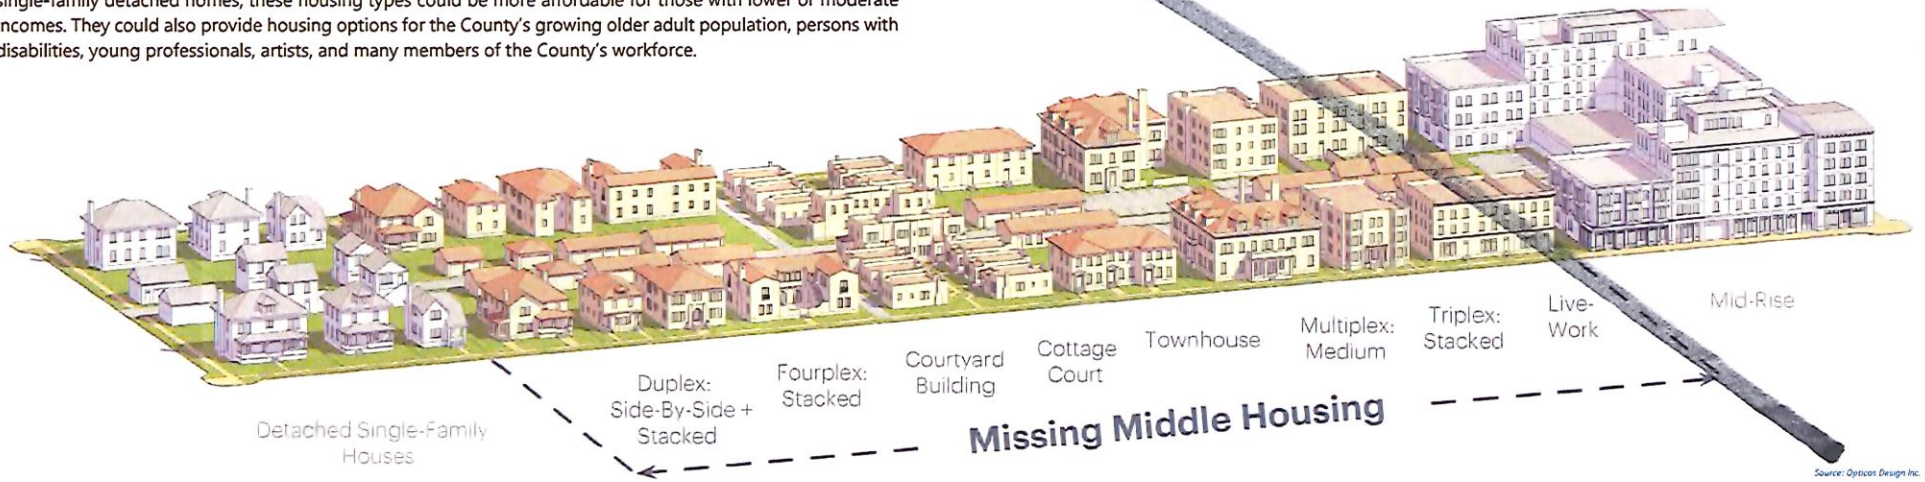 single-family detached homes, these housing types could be more affordable for those with lower or moderate
incomes. They could also provide housing options for the County's growing older adult population, persons with
disabilities, young professionals, artists, and many members of the County's workforce.
Detached Single-Family
Houses
Duplex:
Side-By-Side +
Stacked
Fourplex:
Stacked
Courtyard
Building
Cottage
Court
Townhouse
Multiplex:
Medium
Triplex:
Stacked
Live-
Work
Mid-Rise
Missing Middle Housing
Source: Opticos Design Inc.